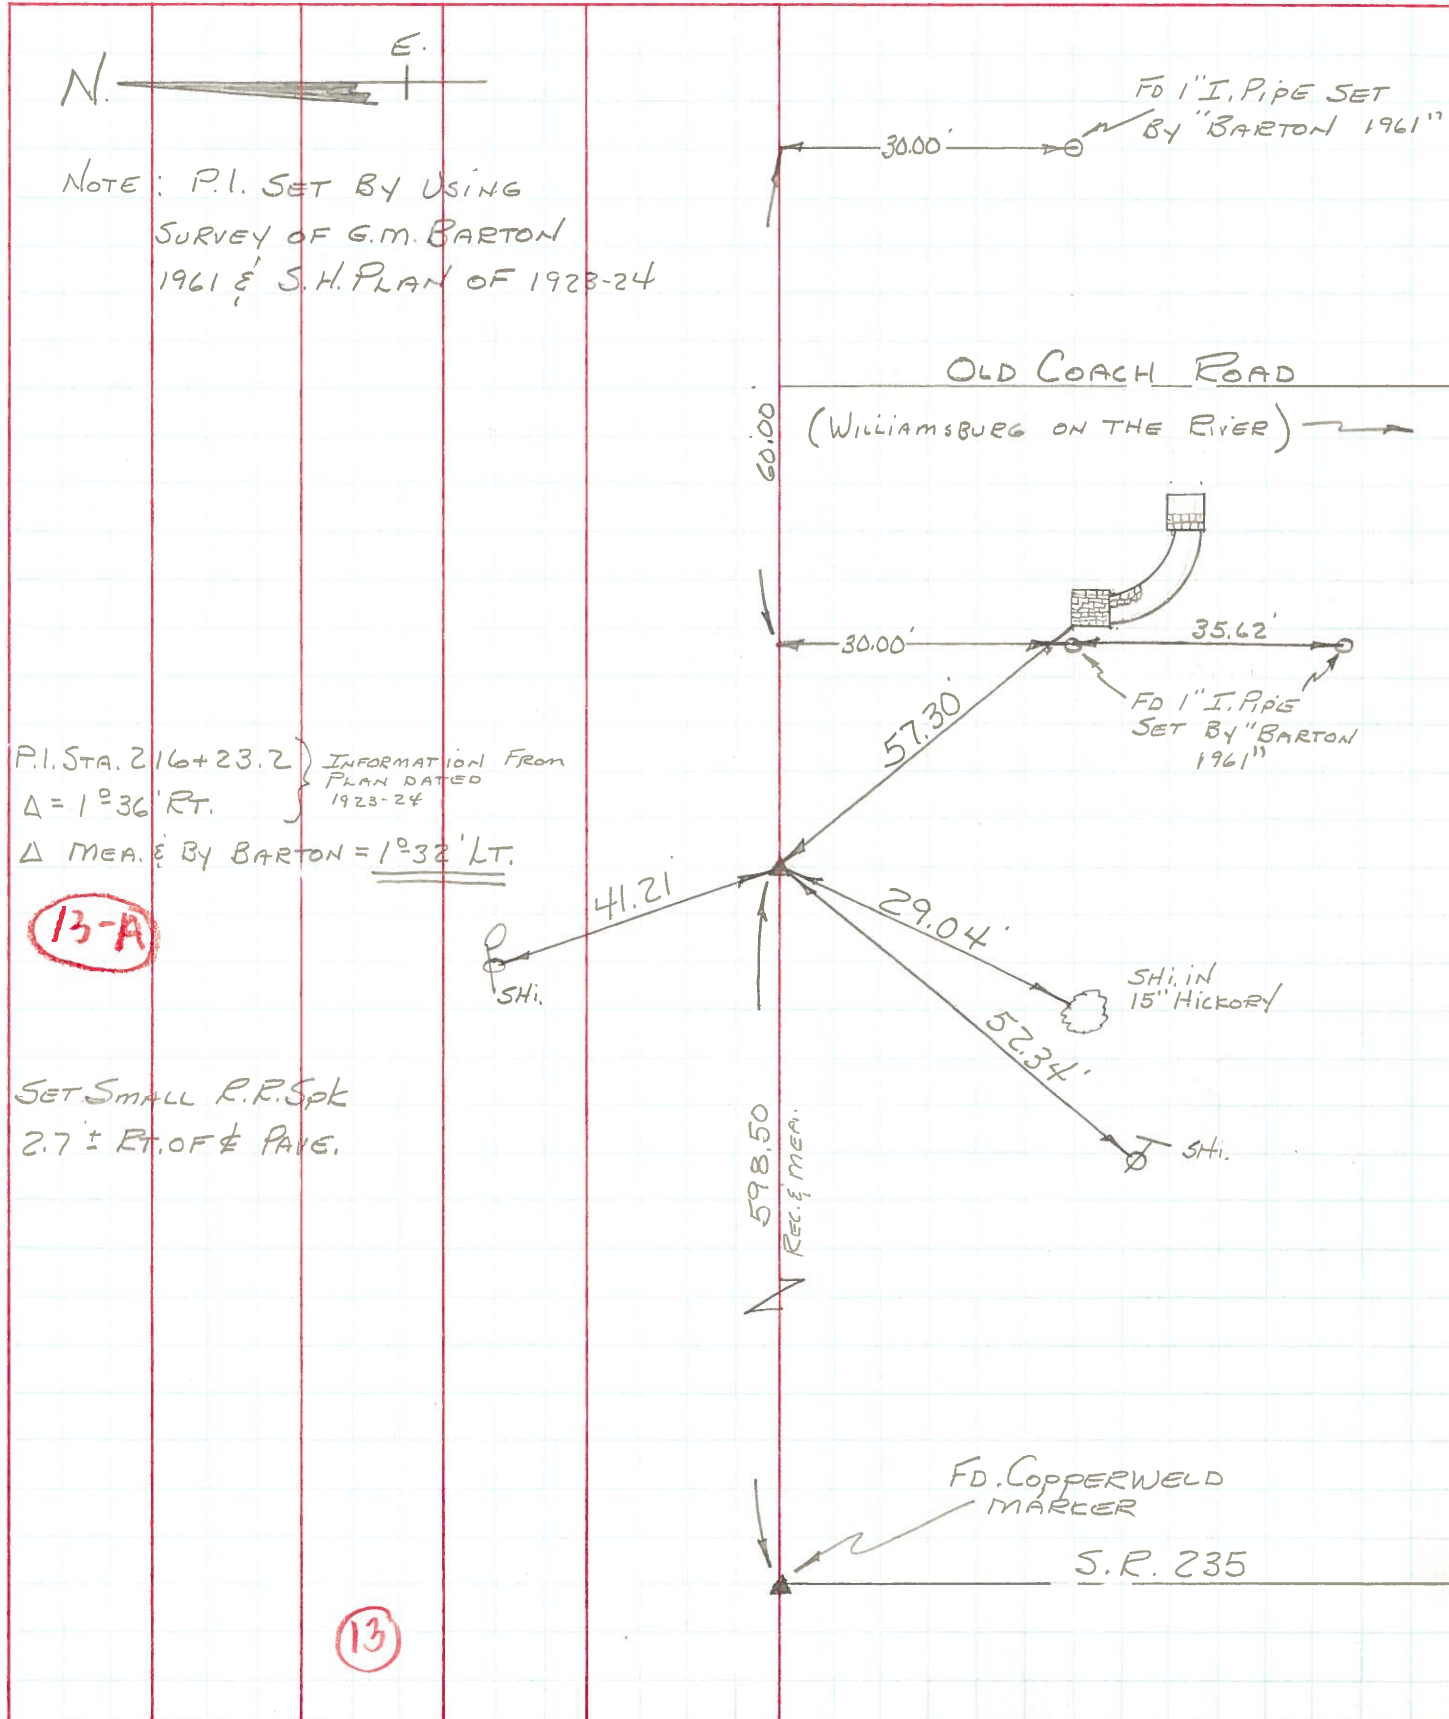 E.
N.
FD 1" I. PIPE SET
BY "BARTON 1961"
30.00'
NOTE: P.I. SET BY USING
SURVEY OF G.M. BARTON
1961 & S.H. PLAN OF 1923-24
OLD COACH ROAD
(WILLIAMSBURG ON THE RIVER)
60.00
30.00'
35.62'
FD 1" I. PIPE
SET BY "BARTON
1961"
57.30'
P.I. STA. 216+23.2
Δ = 1°36' RT.
INFORMATION FROM
PLAN DATED
1923-24
Δ MEA. & BY BARTON = 1°32' LT.
13-A
41.21'
SHi.
29.04'
SHi. IN
15" HICKORY
52.34'
SHi.
SET SMALL R.R. SPK
2.7'± RT. OF ℄ PAVE.
598.50
REC. & MEA.
FD. COPPERWELD
MARKER
S.R. 235
13